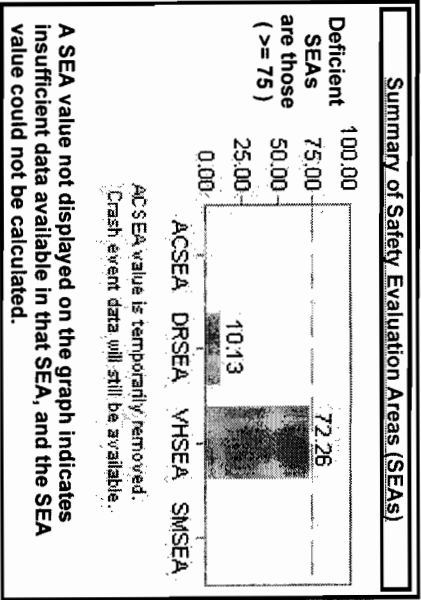 Summary of Safety Evaluation Areas (SEAs)
Deficient
SEAs
are those
( >= 75 )
100.00
75.00
50.00
25.00
0.00
10.13
72.26
ACSEA DRSEA VHSEA SMSEA
ACSEA value is temporarily removed.
Crash event data will still be available.
A SEA value not displayed on the graph indicates
insufficient data available in that SEA, and the SEA
value could not be calculated.